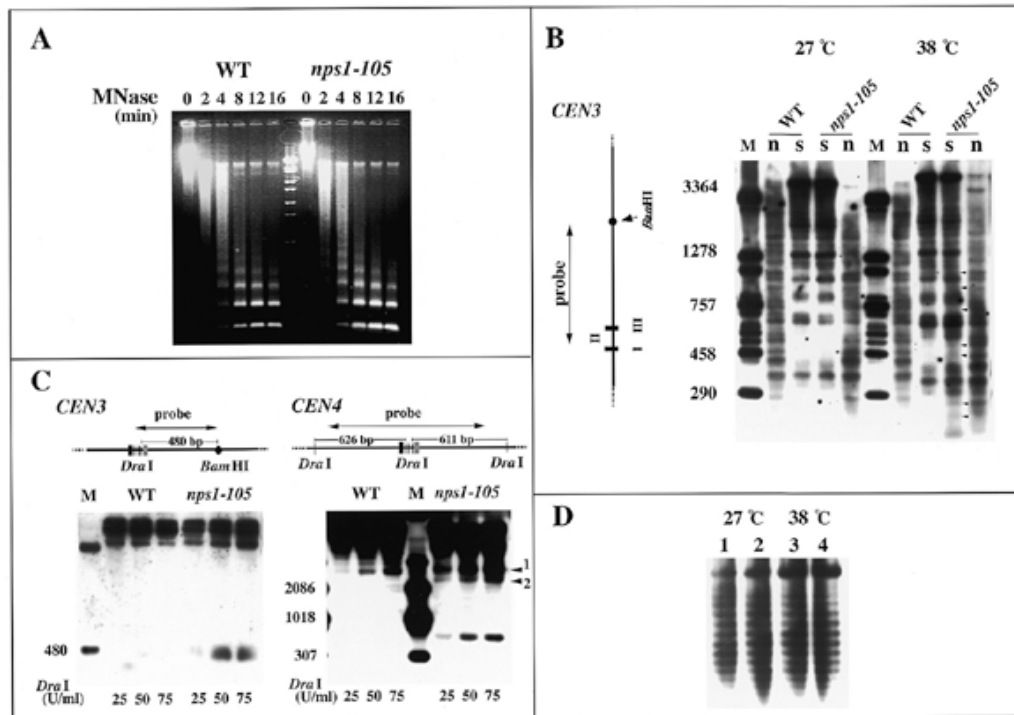 A
WT nps1-105
MNase 0 2 4 8 12 16 0 2 4 8 12 16
(min)
B
27 °C 38 °C
CEN3
WT nps1-105 WT nps1-105
M n s s n M n s s n
BamHI
probe
II III
I
3364
1278
757
458
290
C
CEN3
probe
480 bp
Dra I BamHI
M WT nps1-105
480
Dra I
(U/ml) 25 50 75 25 50 75
CEN4
probe
626 bp 611 bp
Dra I Dra I Dra I
WT M nps1-105
1
2
2086
1018
307
Dra I
(U/ml) 25 50 75 25 50 75
D
27 °C 38 °C
1 2 3 4